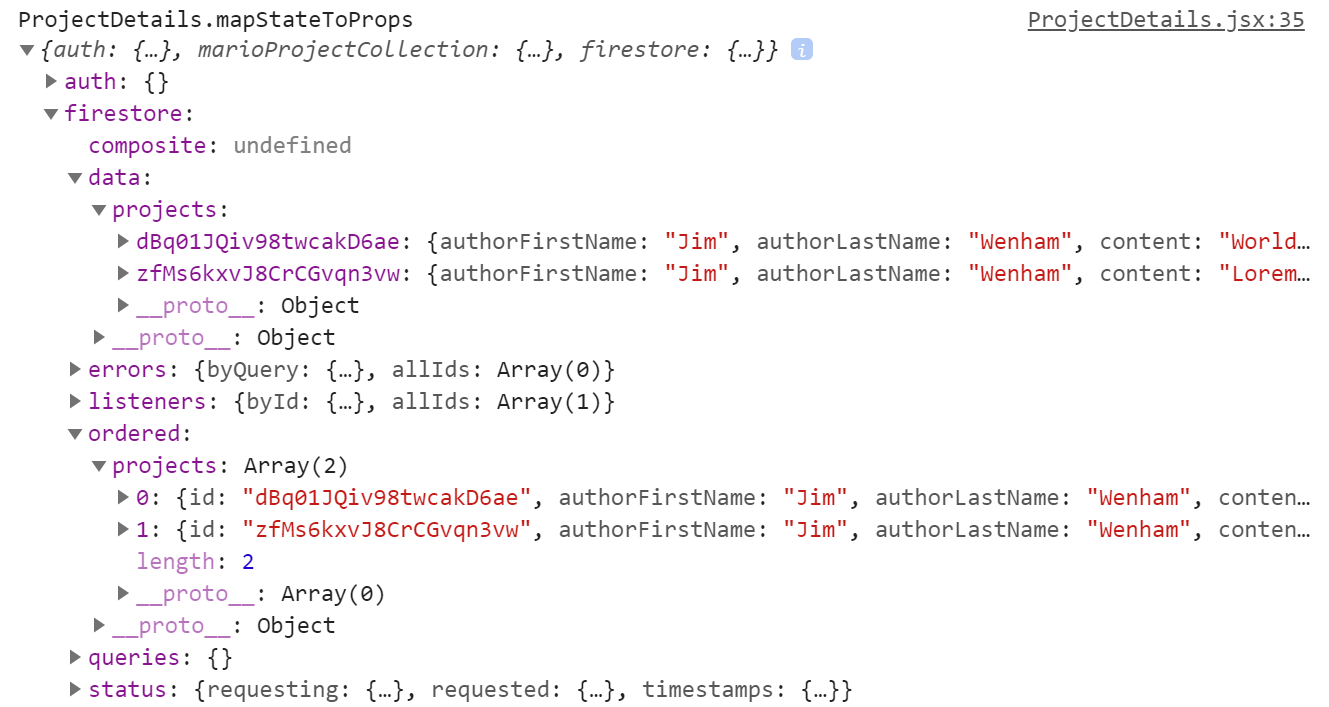 ProjectDetails.mapStateToProps ProjectDetails.jsx:35
{auth: {…}, marioProjectCollection: {…}, firestore: {…}} i
auth: {}
firestore:
composite: undefined
data:
projects:
dBq01JQiv98twcakD6ae: {authorFirstName: "Jim", authorLastName: "Wenham", content: "World…
zfMs6kxvJ8CrCGvqn3vw: {authorFirstName: "Jim", authorLastName: "Wenham", content: "Lorem…
__proto__: Object
__proto__: Object
errors: {byQuery: {…}, allIds: Array(0)}
listeners: {byId: {…}, allIds: Array(1)}
ordered:
projects: Array(2)
0: {id: "dBq01JQiv98twcakD6ae", authorFirstName: "Jim", authorLastName: "Wenham", conten…
1: {id: "zfMs6kxvJ8CrCGvqn3vw", authorFirstName: "Jim", authorLastName: "Wenham", conten…
length: 2
__proto__: Array(0)
__proto__: Object
queries: {}
status: {requesting: {…}, requested: {…}, timestamps: {…}}